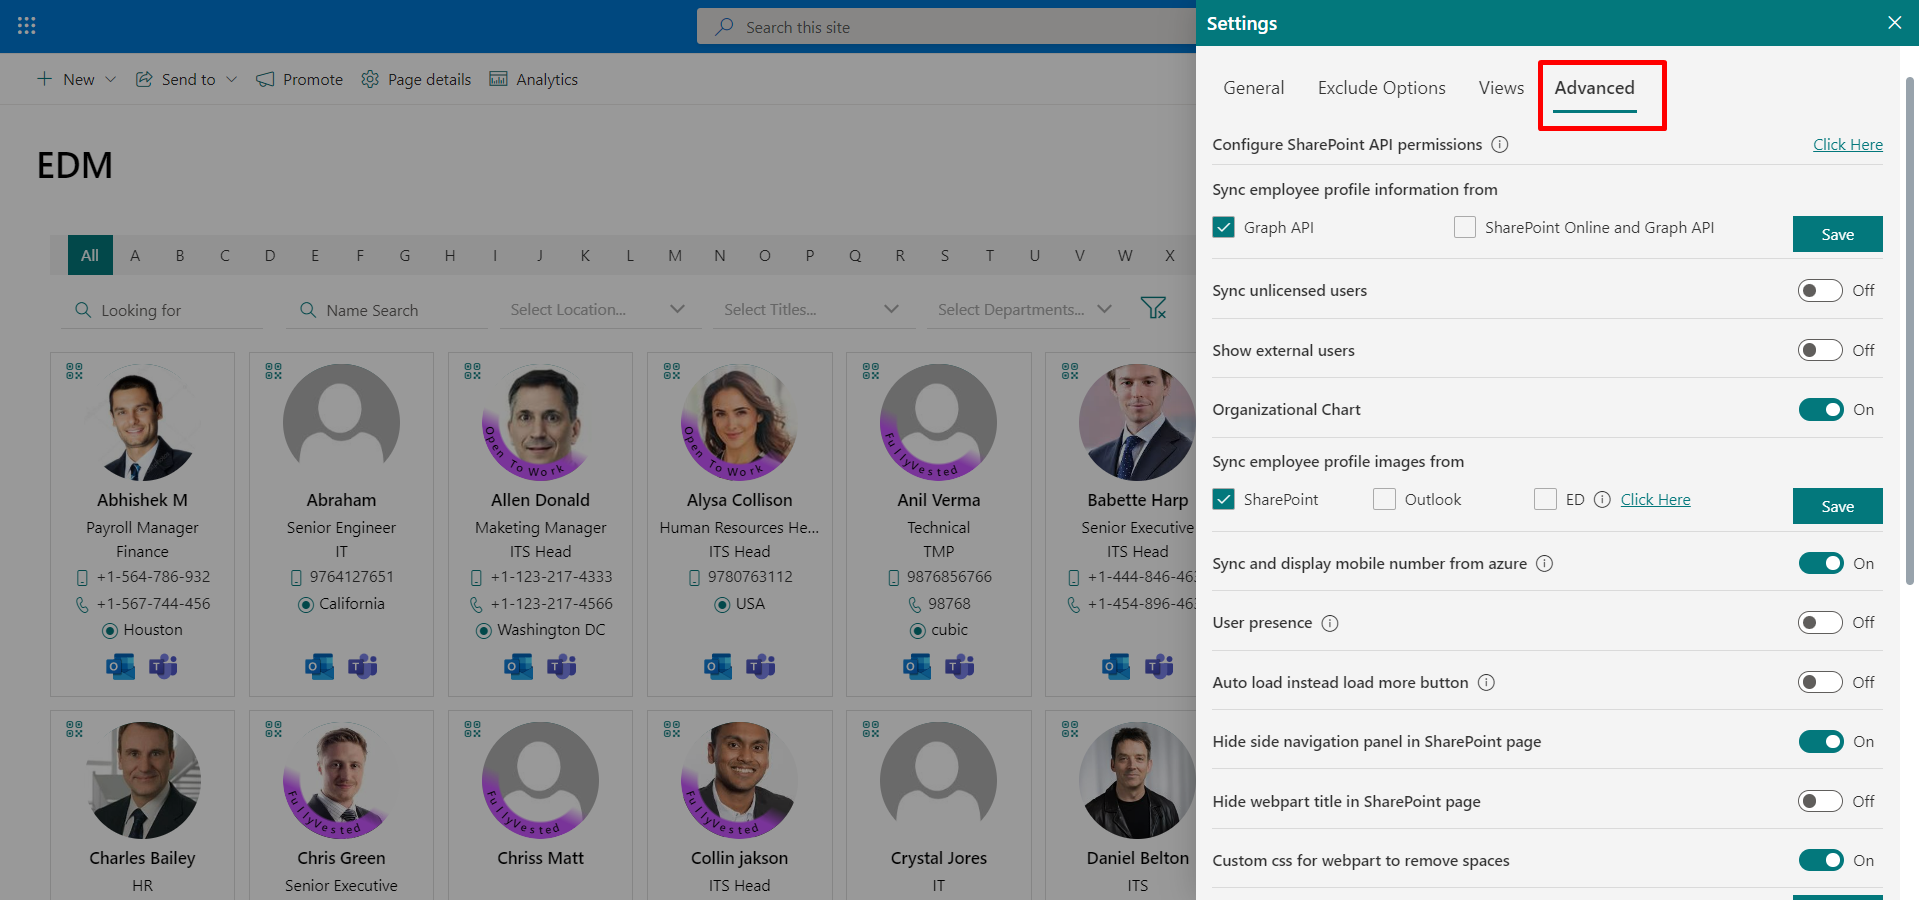 Search this site
Settings
New
Send to
Promote
Page details
Analytics
General
Exclude Options
Views
Advanced
EDM
Configure SharePoint API permissions
Click Here
Sync employee profile information from
Graph API
SharePoint Online and Graph API
Save
All A B C D E F G H I J K L M N O P Q R S T U V W X
Looking for
Name Search
Select Location...
Select Titles...
Select Departments...
Sync unlicensed users
Off
Show external users
Off
Organizational Chart
On
Sync employee profile images from
SharePoint
Outlook
ED
Click Here
Save
Sync and display mobile number from azure
On
User presence
Off
Auto load instead load more button
Off
Hide side navigation panel in SharePoint page
On
Hide webpart title in SharePoint page
Off
Custom css for webpart to remove spaces
On
Abhishek M
Payroll Manager
Finance
+1-564-786-932
+1-567-744-456
Houston
Abraham
Senior Engineer
IT
9764127651
California
Open To Work
Allen Donald
Maketing Manager
ITS Head
+1-123-217-4333
+1-123-217-4566
Washington DC
Open To Work
Alysa Collison
Human Resources He...
ITS Head
9780763112
USA
FullyVested
Anil Verma
Technical
TMP
9876856766
98768
cubic
Babette Harp
Senior Executive
ITS Head
+1-444-846-463
+1-454-896-463
Charles Bailey
HR
FullyVested
Chris Green
Senior Executive
FullyVested
Chriss Matt
FullyVested
Collin jakson
ITS Head
Crystal Jores
IT
Daniel Belton
ITS